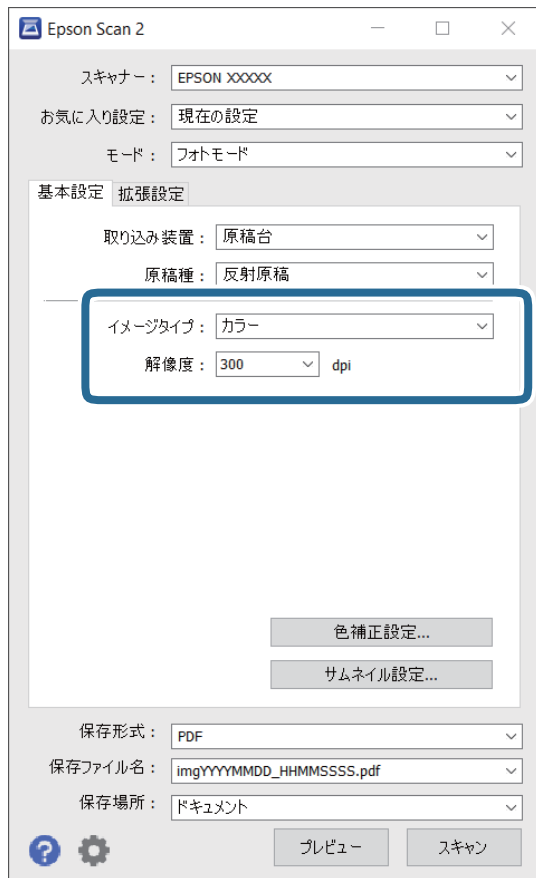 Epson Scan 2
スキャナー： EPSON XXXXX
お気に入り設定： 現在の設定
モード： フォトモード
基本設定 拡張設定
取り込み装置： 原稿台
原稿種： 反射原稿
イメージタイプ： カラー
解像度： 300 dpi
色補正設定...
サムネイル設定...
保存形式： PDF
保存ファイル名： imgYYYYMMDD_HHMMSSSS.pdf
保存場所： ドキュメント
? プレビュー スキャン